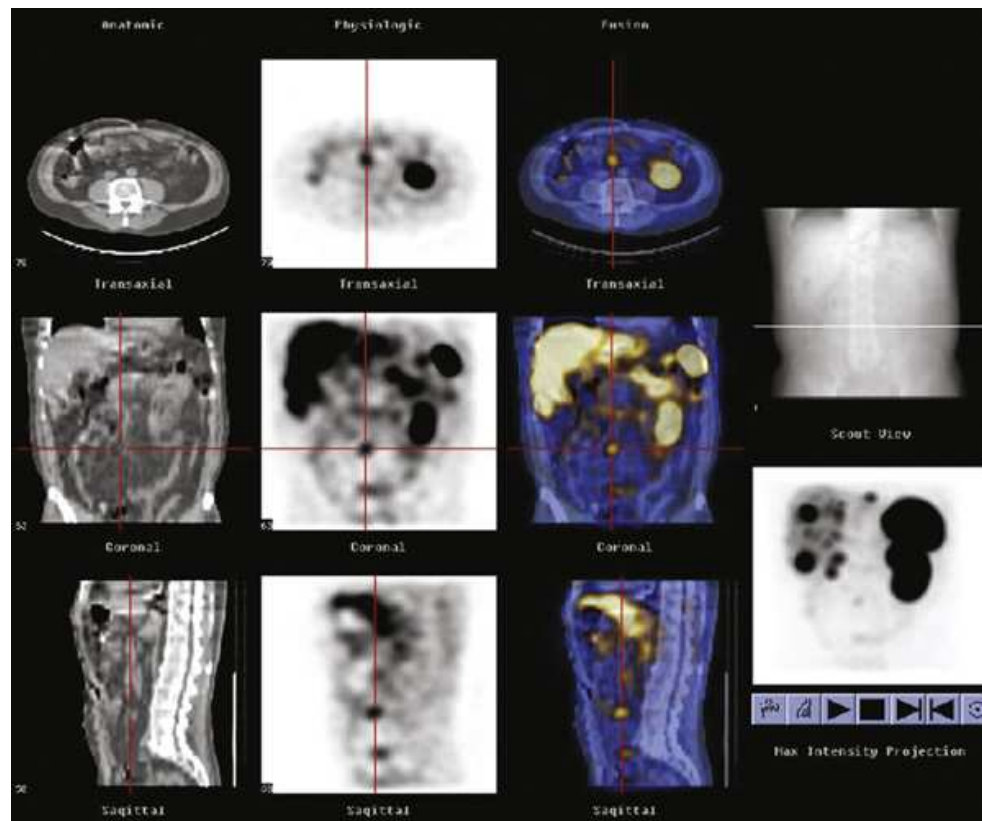 Anatomic Physiologic Fusion
Transaxial Transaxial Transaxial
Scout View
Coronal Coronal Coronal
Max Intensity Projection
Sagittal Sagittal Sagittal